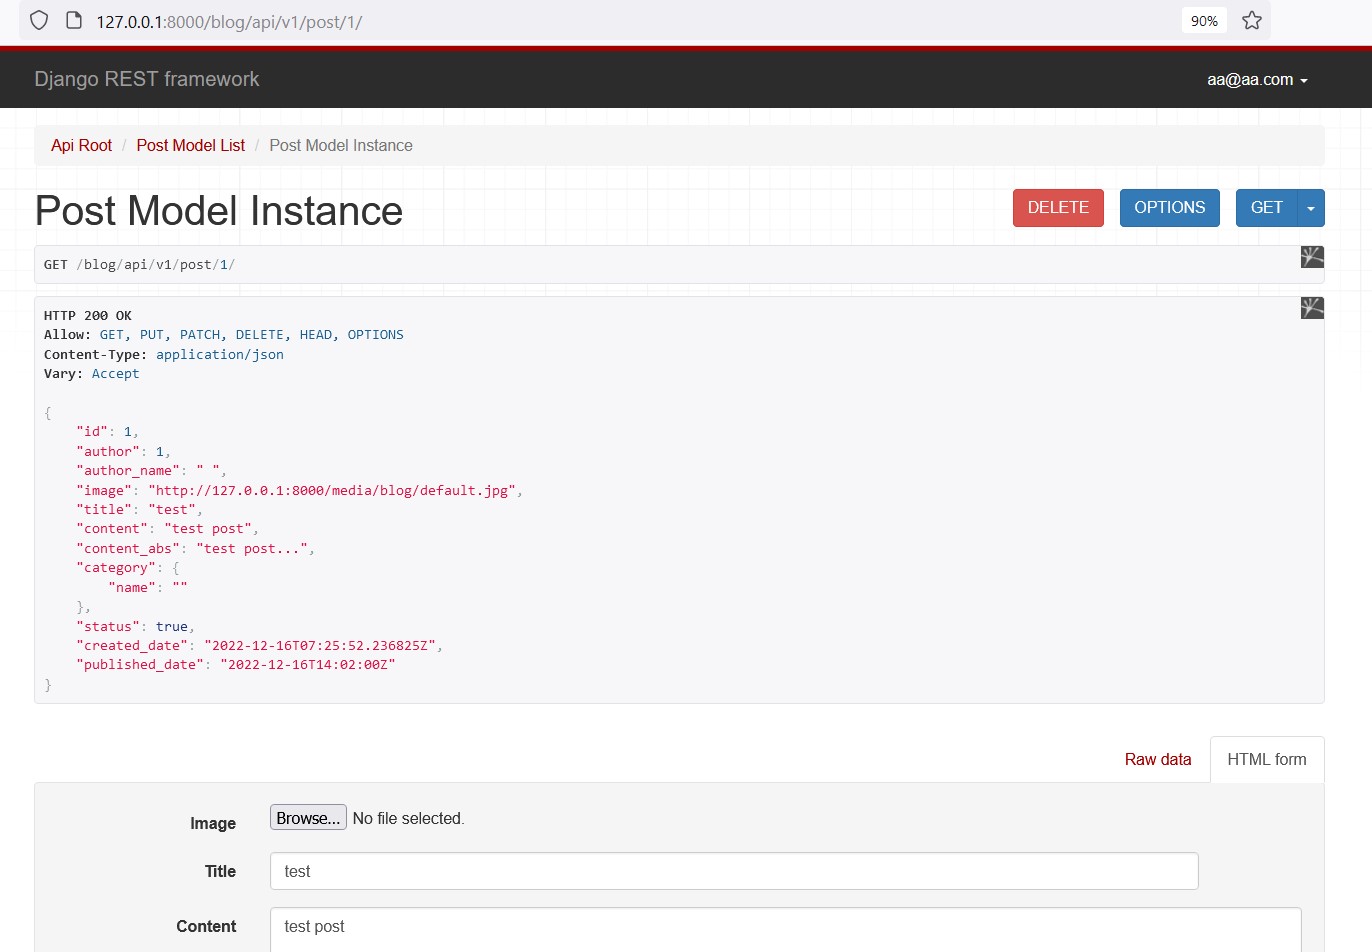 127.0.0.1:8000/blog/api/v1/post/1/ 90%
Django REST framework aa@aa.com
Api Root / Post Model List / Post Model Instance
Post Model Instance DELETE OPTIONS GET
GET /blog/api/v1/post/1/
HTTP 200 OK
Allow: GET, PUT, PATCH, DELETE, HEAD, OPTIONS
Content-Type: application/json
Vary: Accept
{
"id": 1,
"author": 1,
"author_name": " ",
"image": "http://127.0.0.1:8000/media/blog/default.jpg",
"title": "test",
"content": "test post",
"content_abs": "test post...",
"category": {
"name": ""
},
"status": true,
"created_date": "2022-12-16T07:25:52.236825Z",
"published_date": "2022-12-16T14:02:00Z"
}
Raw data HTML form
Image Browse... No file selected.
Title test
Content test post